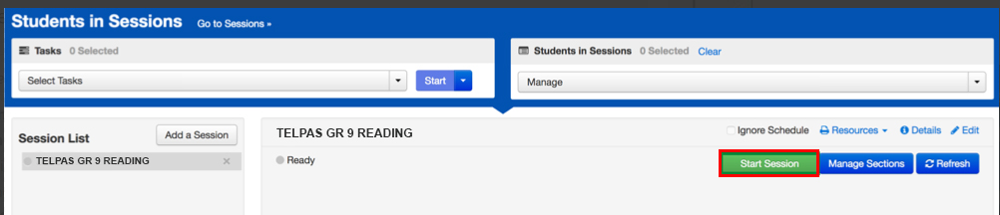 Students in Sessions Go to Sessions »
Tasks 0 Selected
Select Tasks
Start
Students in Sessions 0 Selected Clear
Manage
Session List Add a Session
TELPAS GR 9 READING ×
TELPAS GR 9 READING Ignore Schedule Resources Details Edit
Ready Start Session Manage Sections Refresh